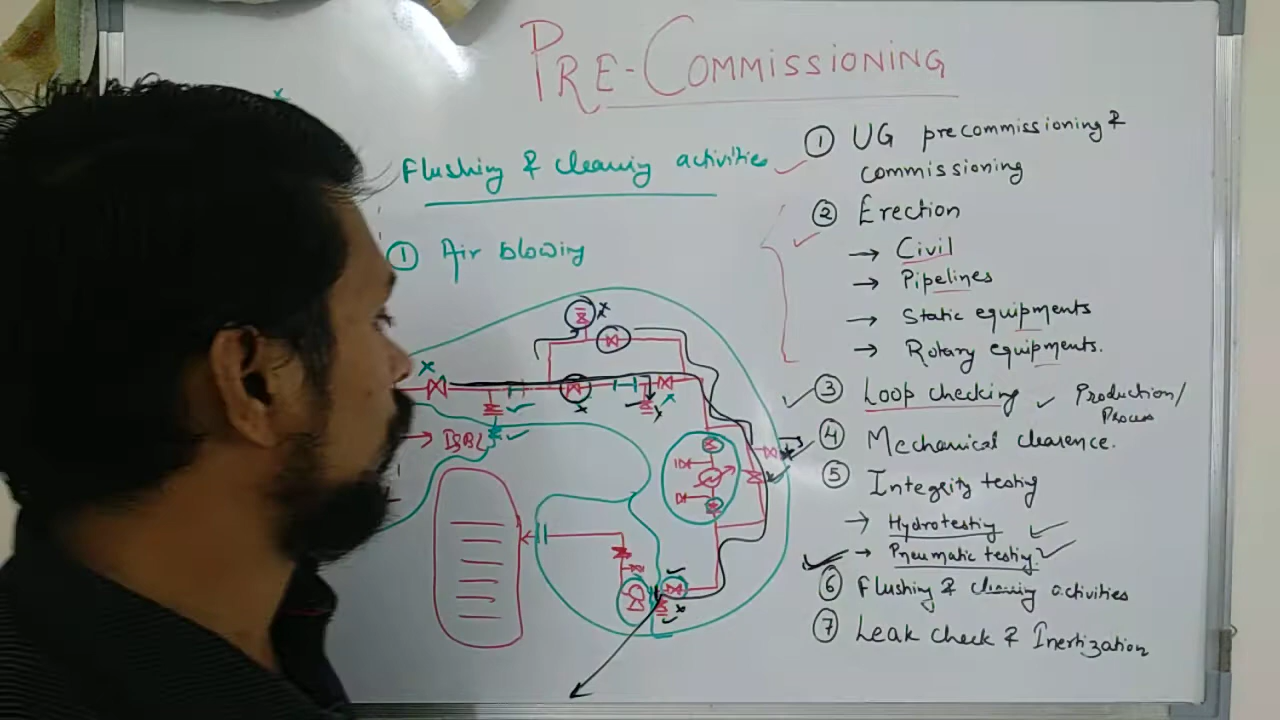 PRE-COMMISSIONING
Flushing & cleaning activities
① Air blowing
ISBL
① UG precommissioning &
commissioning
② Erection
→ Civil
→ Pipelines
→ Static equipments
→ Rotary equipments.
③ Loop checking
Production/
Process
④ Mechanical clearence.
⑤ Integrity testing
→ Hydrotesting
→ Pneumatic testing
⑥ Flushing & cleaning activities
⑦ Leak check & Inertization